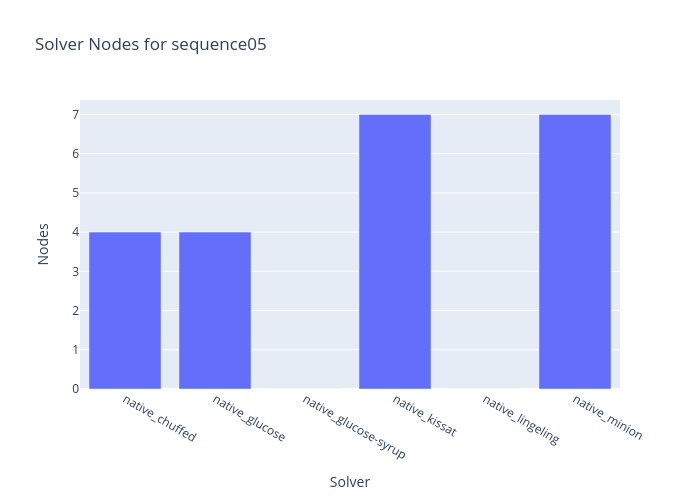 Solver Nodes for sequence05
7
6
5
4
3
2
1
0
Nodes
native_chuffed
native_glucose
native_glucose-syrup
native_kissat
native_lingeling
native_minion
Solver